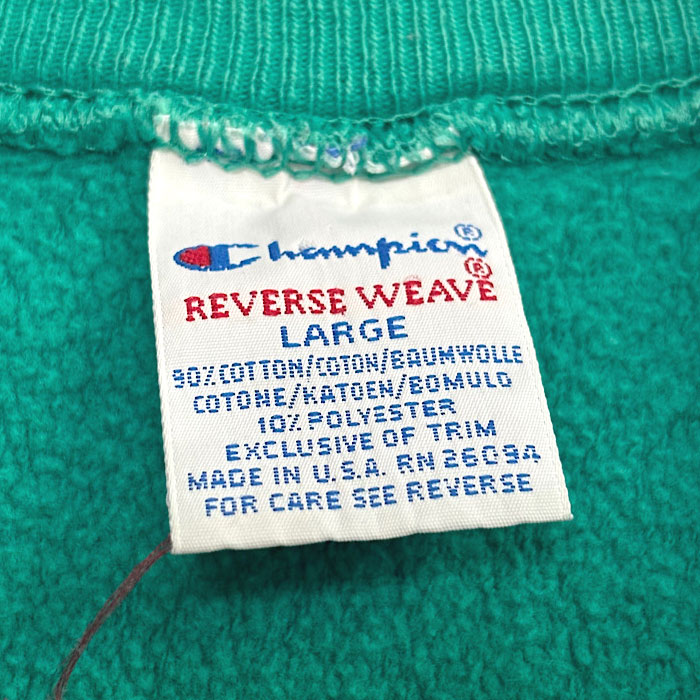 Champion®
REVERSE WEAVE®
LARGE
90% COTTON/COTON/BAUMWOLLE
COTONE/KATOEN/BOMULD
10% POLYESTER
EXCLUSIVE OF TRIM
MADE IN U.S.A. RN 26094
FOR CARE SEE REVERSE